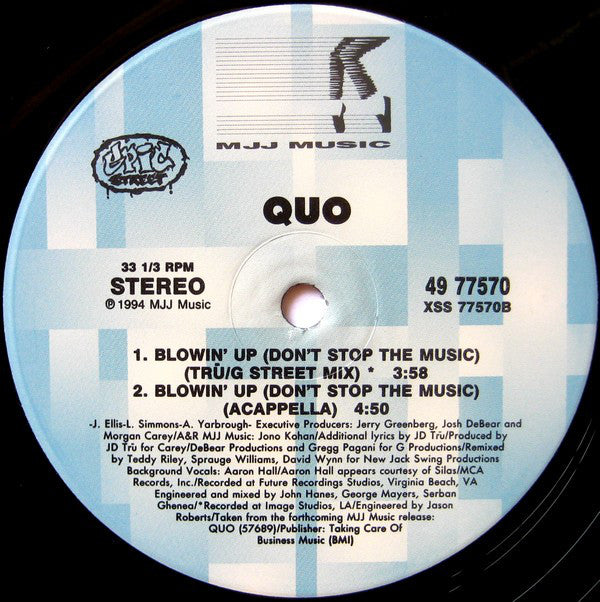 MJJ MUSIC
epic
STREET
QUO
33 1/3 RPM
STEREO
℗ 1994 MJJ Music
49 77570
XSS 77570B
1. BLOWIN' UP (DON'T STOP THE MUSIC)
(TRŪ/G STREET MiX) * 3:58
2. BLOWIN' UP (DON'T STOP THE MUSIC)
(ACAPPELLA) 4:50
-J. Ellis-L. Simmons-A. Yarbrough- Executive Producers: Jerry Greenberg, Josh DeBear and
Morgan Carey/A&R MJJ Music: Jono Kohan/Additional lyrics by JD Trū/Produced by
JD Trū for Carey/DeBear Productions and Gregg Pagani for G Productions/Remixed
by Teddy Riley, Sprauge Williams, David Wynn for New Jack Swing Productions
Background Vocals: Aaron Hall/Aaron Hall appears courtesy of Silas/MCA
Records, Inc./Recorded at Future Recordings Studios, Virginia Beach, VA
Engineered and mixed by John Hanes, George Mayers, Serban
Ghenea/*Recorded at Image Studios, LA/Engineered by Jason
Roberts/Taken from the forthcoming MJJ Music release:
QUO (57689)/Publisher: Taking Care Of
Business Music (BMI)